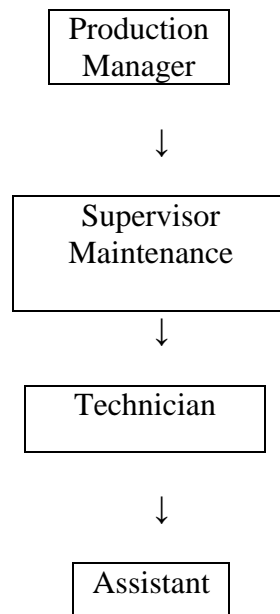 Production
Manager
↓
Supervisor
Maintenance
↓
Technician
↓
Assistant